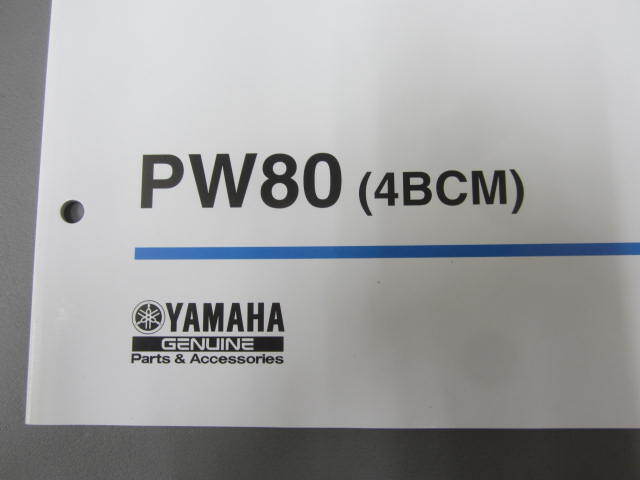 PW80 (4BCM)
YAMAHA
GENUINE
Parts & Accessories